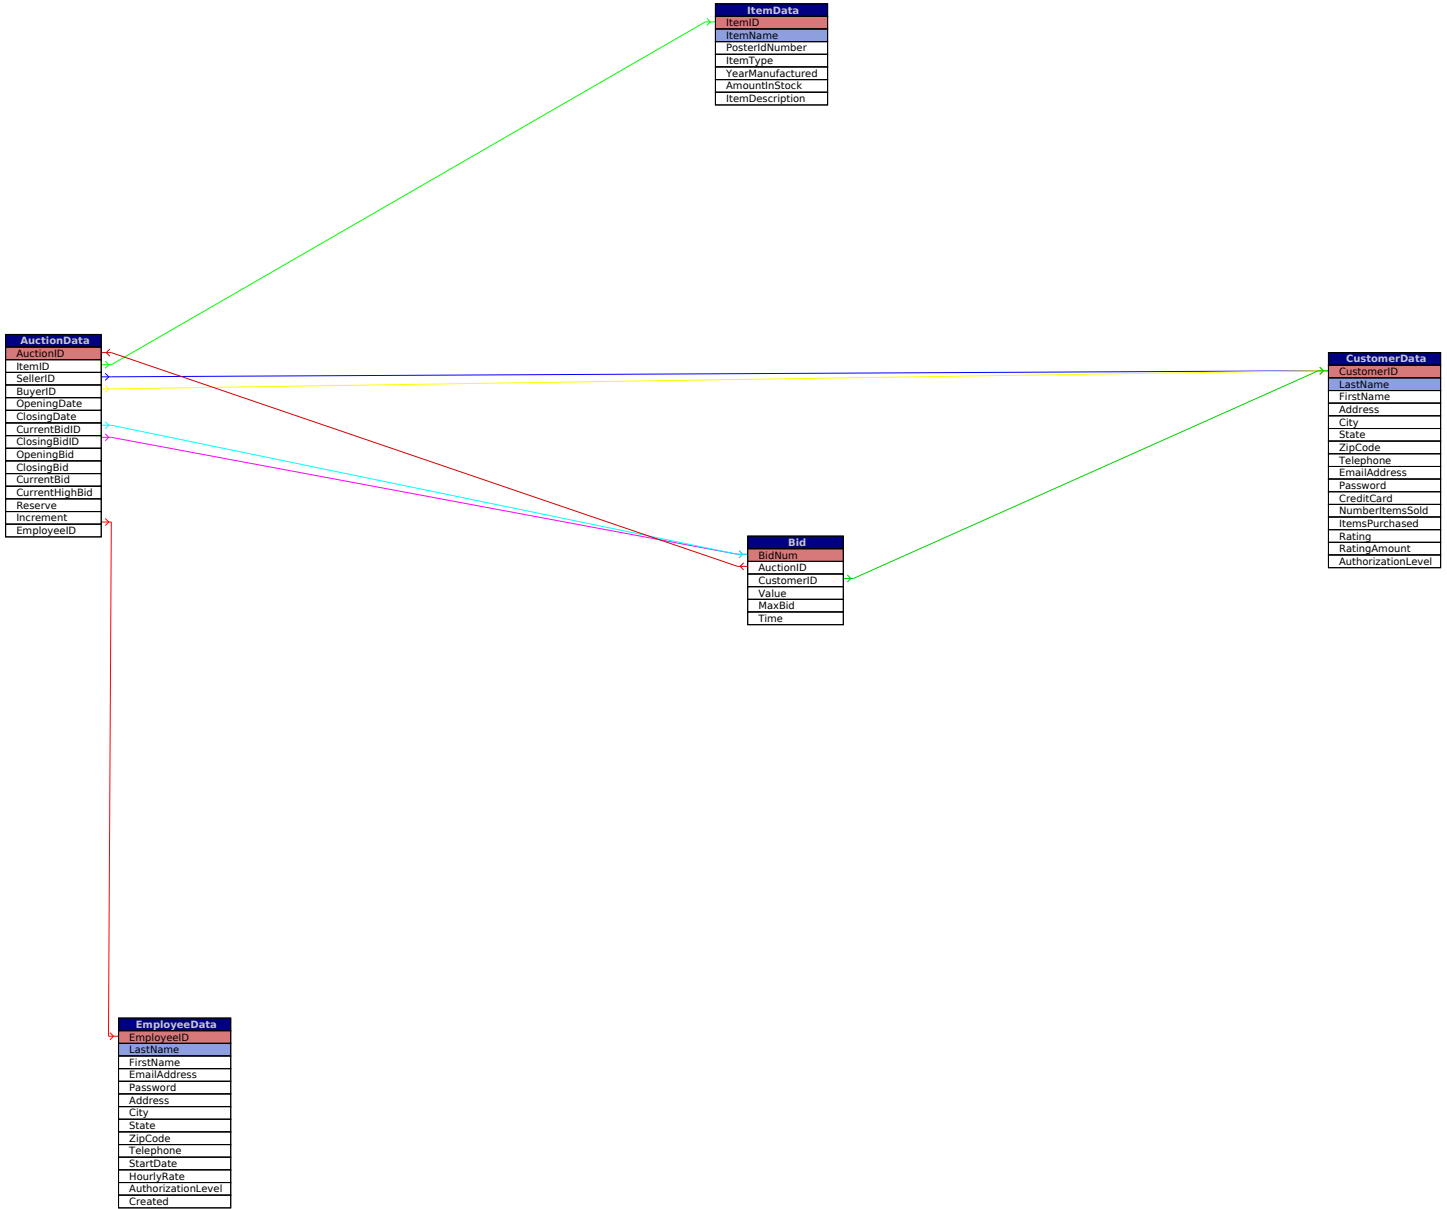 ItemData
ItemID
ItemName
PosterIdNumber
ItemType
YearManufactured
AmountInStock
ItemDescription
AuctionData
AuctionID
ItemID
SellerID
BuyerID
OpeningDate
ClosingDate
CurrentBidID
ClosingBidID
OpeningBid
ClosingBid
CurrentBid
CurrentHighBid
Reserve
Increment
EmployeeID
CustomerData
CustomerID
LastName
FirstName
Address
City
State
ZipCode
Telephone
EmailAddress
Password
CreditCard
NumberItemsSold
ItemsPurchased
Rating
RatingAmount
AuthorizationLevel
Bid
BidNum
AuctionID
CustomerID
Value
MaxBid
Time
EmployeeData
EmployeeID
LastName
FirstName
EmailAddress
Password
Address
City
State
ZipCode
Telephone
StartDate
HourlyRate
AuthorizationLevel
Created